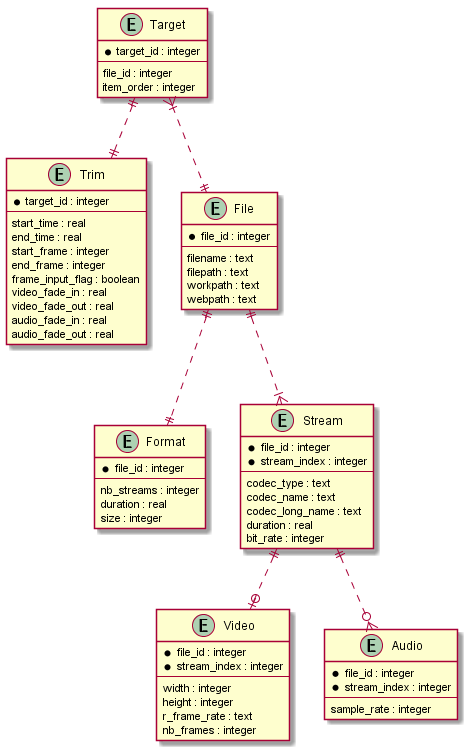 E Target
* target_id : integer
file_id : integer
item_order : integer
E Trim
* target_id : integer
start_time : real
end_time : real
start_frame : integer
end_frame : integer
frame_input_flag : boolean
video_fade_in : real
video_fade_out : real
audio_fade_in : real
audio_fade_out : real
E File
* file_id : integer
filename : text
filepath : text
workpath : text
webpath : text
E Format
* file_id : integer
nb_streams : integer
duration : real
size : integer
E Stream
* file_id : integer
* stream_index : integer
codec_type : text
codec_name : text
codec_long_name : text
duration : real
bit_rate : integer
E Video
* file_id : integer
* stream_index : integer
width : integer
height : integer
r_frame_rate : text
nb_frames : integer
E Audio
* file_id : integer
* stream_index : integer
sample_rate : integer